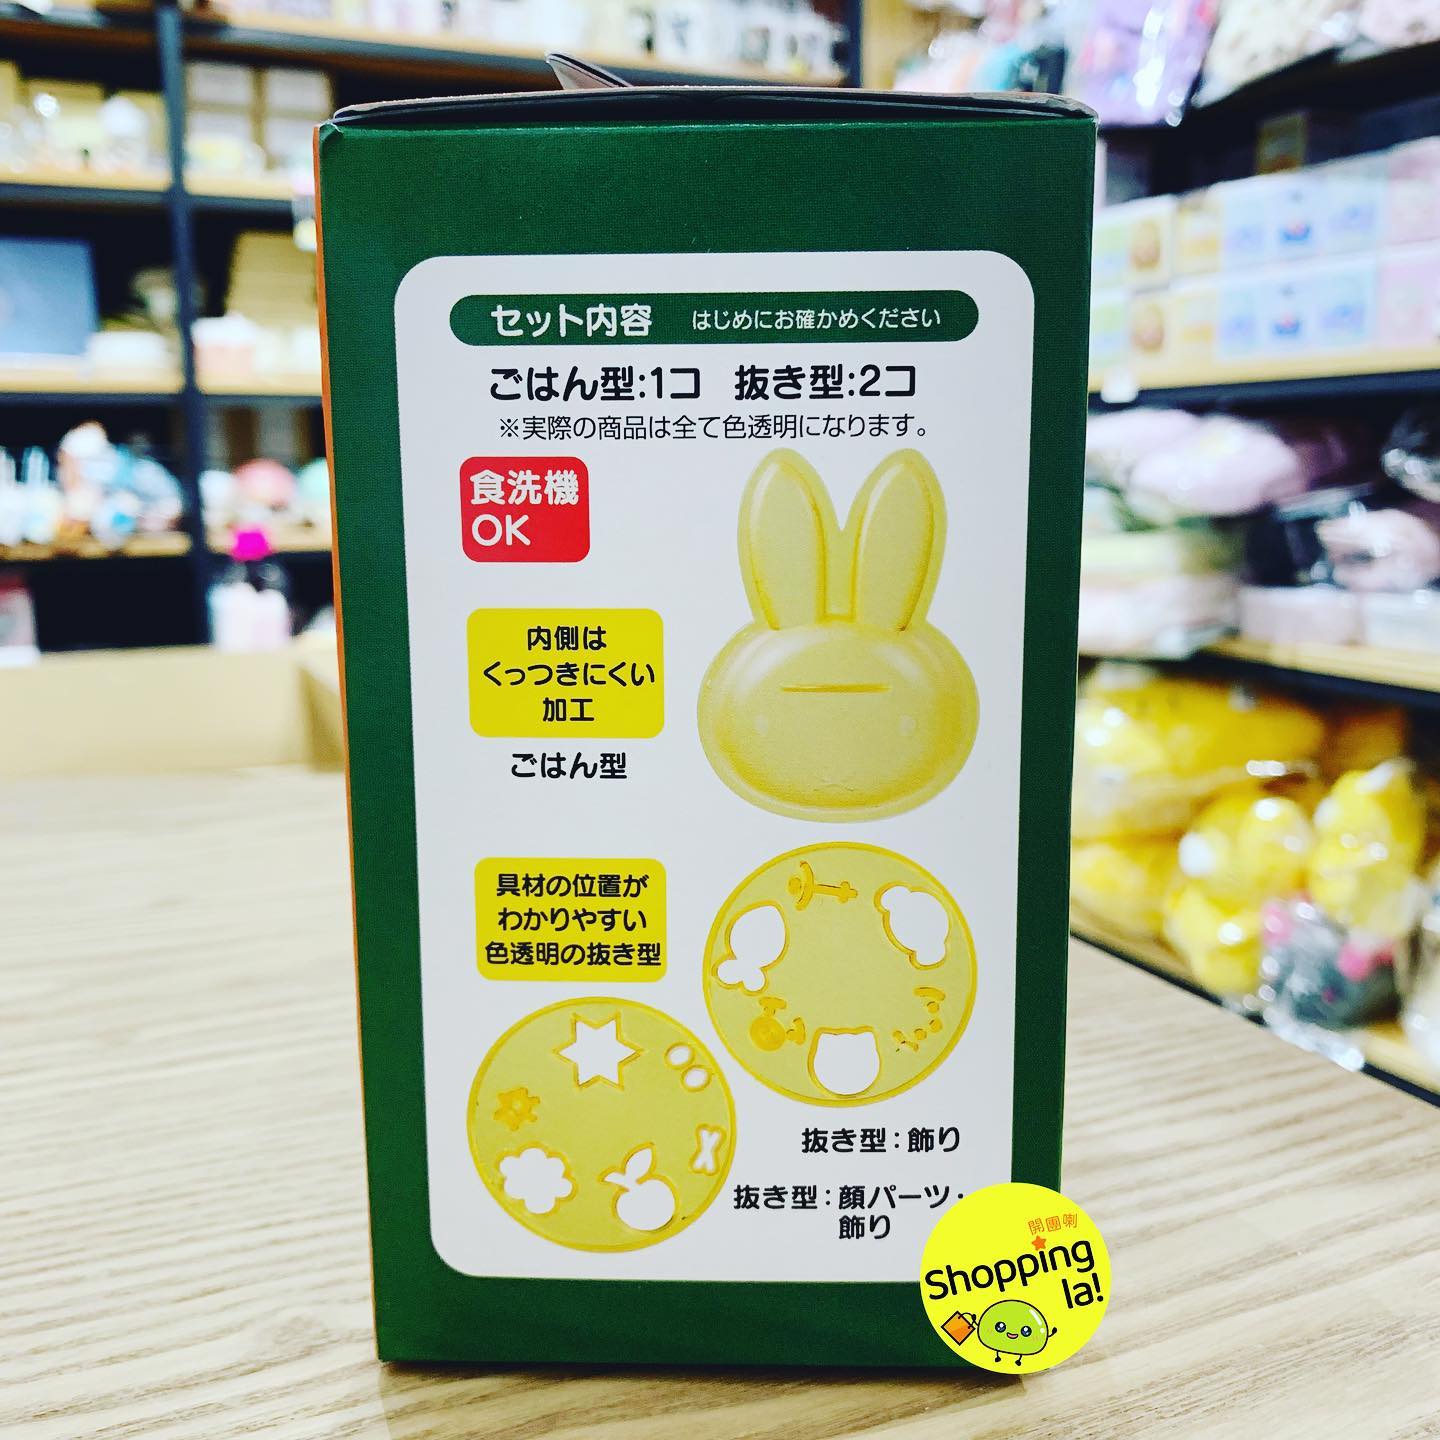 セット内容 はじめにお確かめください
ごはん型:1コ 抜き型:2コ
※実際の商品は全て色透明になります。
食洗機
OK
内側は
くっつきにくい
加工
ごはん型
具材の位置が
わかりやすい
色透明の抜き型
抜き型:飾り
抜き型:顔パーツ・
飾り
開團喇
Shopping
la!